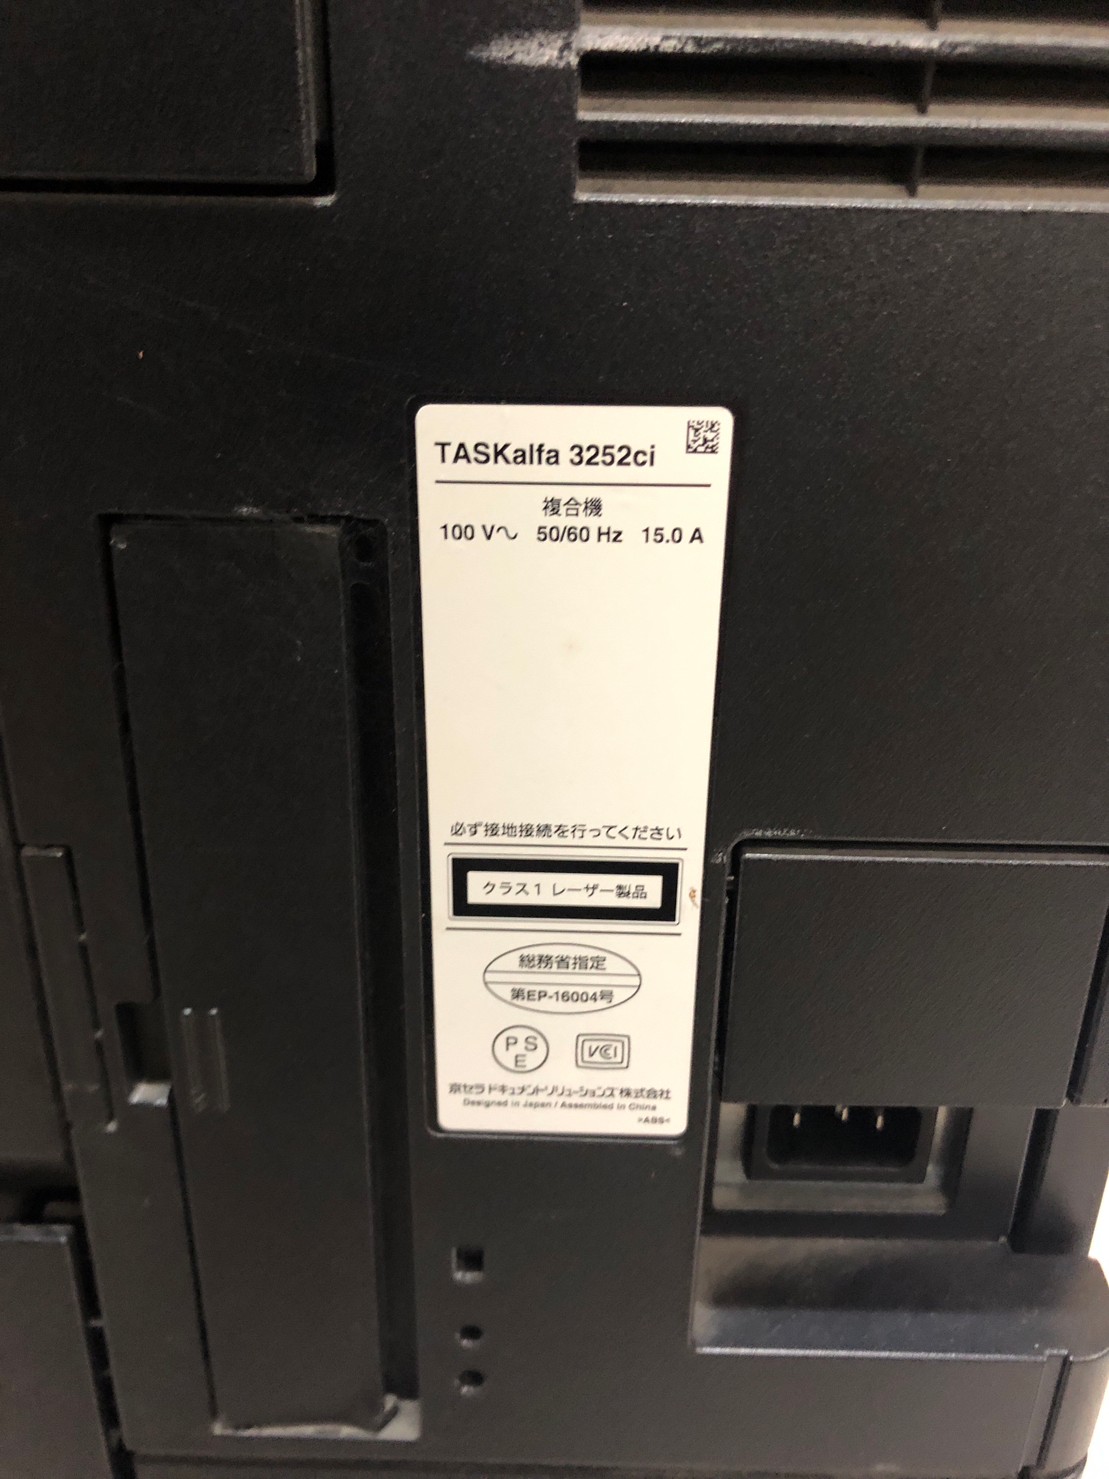 TASKalfa 3252ci
複合機
100 V〜 50/60 Hz 15.0 A
必ず接地接続を行ってください
クラス1 レーザー製品
総務省指定
第EP-16004号
PS
E
VCCI
京セラドキュメントソリューションズ株式会社
Designed in Japan / Assembled in China
>ABS<